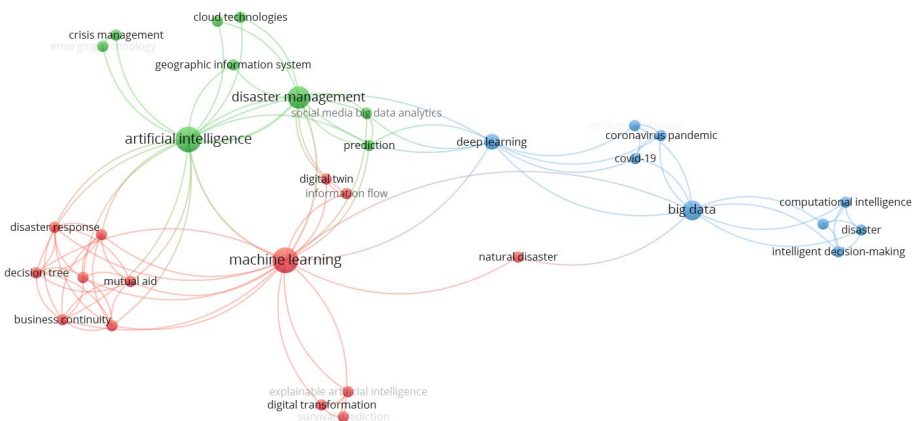 cloud technologies
crisis management
emerging technology
geographic information system
disaster management
social media big data analytics
artificial intelligence
prediction
deep learning
coronavirus pandemic
covid-19
digital twin
information flow
computational intelligence
big data
disaster
disaster response
intelligent decision-making
machine learning
natural disaster
decision tree
mutual aid
business continuity
explainable artificial intelligence
digital transformation
survival prediction